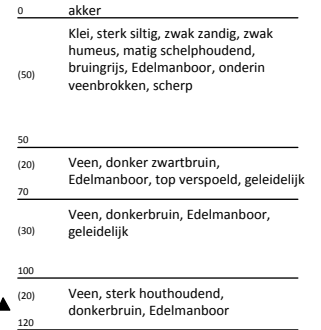 0 akker
Klei, sterk siltig, zwak zandig, zwak
humeus, matig schelphoudend,
(50) bruingrijs, Edelmanboor, onderin
veenbrokken, scherp
50
(20) Veen, donker zwartbruin,
Edelmanboor, top verspoeld, geleidelijk
70
Veen, donkerbruin, Edelmanboor,
(30) geleidelijk
100
(20) Veen, sterk houthoudend,
donkerbruin, Edelmanboor
120